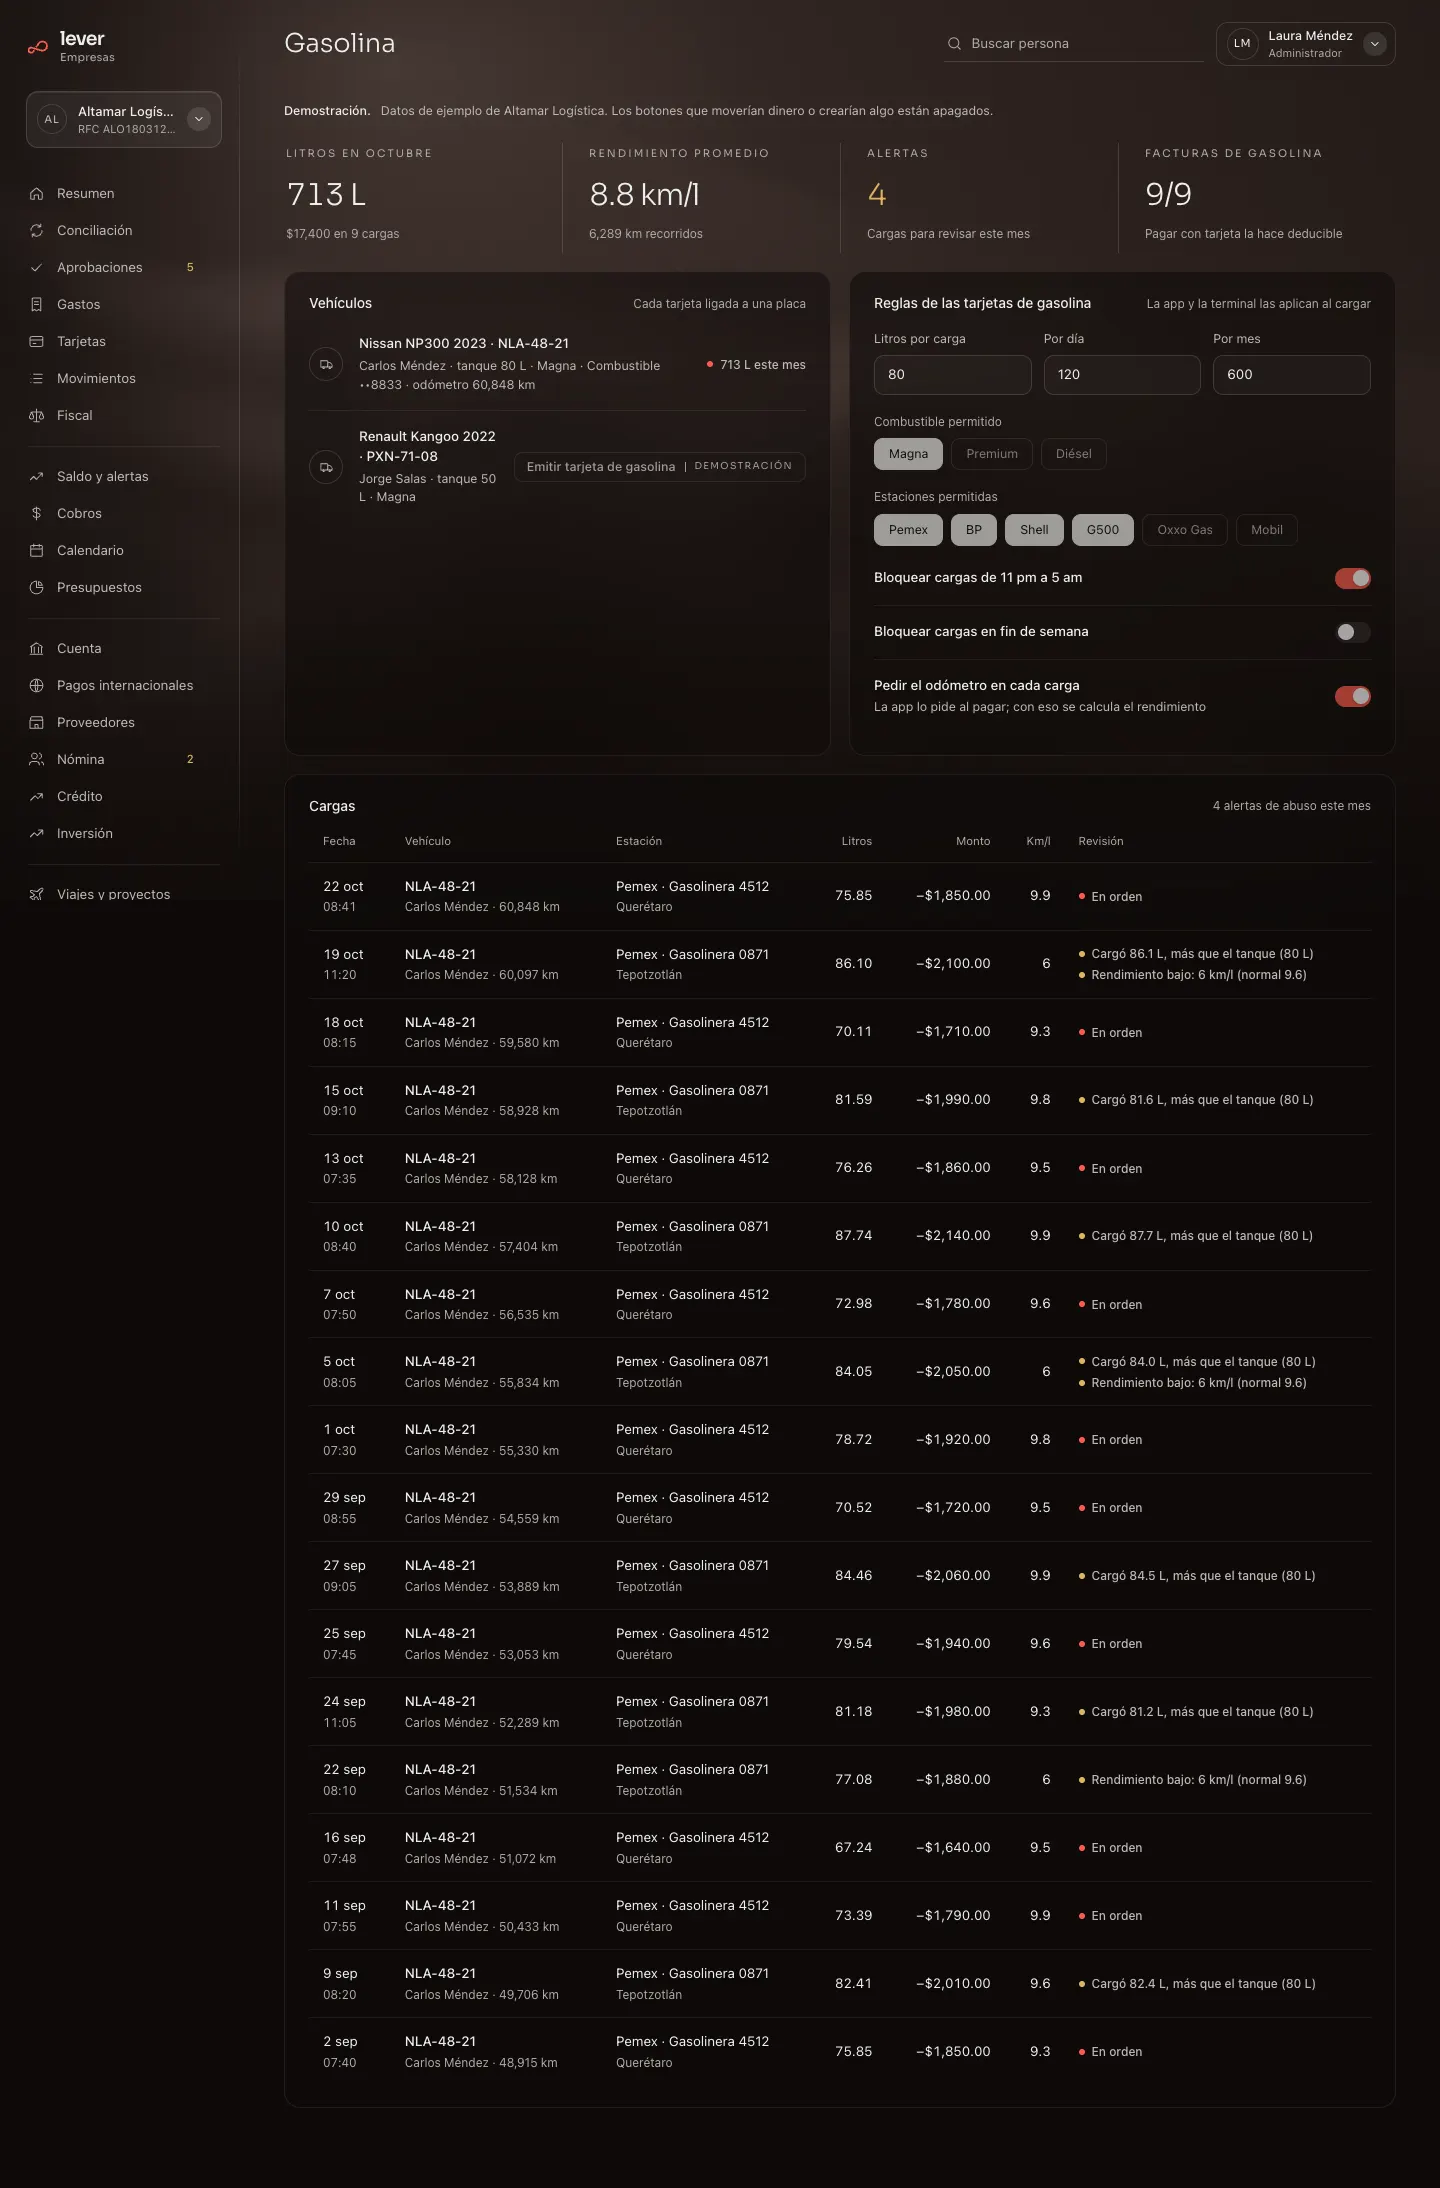 lever
Empresas
AL
Altamar Logís...
RFC ALO180312...
Resumen
Conciliación
Aprobaciones 5
Gastos
Tarjetas
Movimientos
Fiscal
Saldo y alertas
Cobros
Calendario
Presupuestos
Cuenta
Pagos internacionales
Proveedores
Nómina 2
Crédito
Inversión
Viajes y proyectos
Gasolina
Buscar persona
LM
Laura Méndez
Administrador
Demostración. Datos de ejemplo de Altamar Logística. Los botones que moverían dinero o crearían algo están apagados.
LITROS EN OCTUBRE
713 L
$17,400 en 9 cargas
RENDIMIENTO PROMEDIO
8.8 km/l
6,289 km recorridos
ALERTAS
4
Cargas para revisar este mes
FACTURAS DE GASOLINA
9/9
Pagar con tarjeta la hace deducible
Vehículos
Cada tarjeta ligada a una placa
Nissan NP300 2023 · NLA-48-21
Carlos Méndez · tanque 80 L · Magna · Combustible
··8833 · odómetro 60,848 km
713 L este mes
Renault Kangoo 2022
· PXN-71-08
Jorge Salas · tanque 50
L · Magna
Emitir tarjeta de gasolina | DEMOSTRACIÓN
Reglas de las tarjetas de gasolina
La app y la terminal las aplican al cargar
Litros por carga Por día Por mes
80 120 600
Combustible permitido
Magna Premium Diésel
Estaciones permitidas
Pemex BP Shell G500 Oxxo Gas Mobil
Bloquear cargas de 11 pm a 5 am
Bloquear cargas en fin de semana
Pedir el odómetro en cada carga
La app lo pide al pagar; con eso se calcula el rendimiento
Cargas
4 alertas de abuso este mes
Fecha Vehículo Estación Litros Monto Km/l Revisión
22 oct NLA-48-21 Pemex · Gasolinera 4512 75.85 −$1,850.00 9.9 En orden
08:41 Carlos Méndez · 60,848 km Querétaro
19 oct NLA-48-21 Pemex · Gasolinera 0871 86.10 −$2,100.00 6 Cargó 86.1 L, más que el tanque (80 L)
11:20 Carlos Méndez · 60,097 km Tepotzotlán Rendimiento bajo: 6 km/l (normal 9.6)
18 oct NLA-48-21 Pemex · Gasolinera 4512 70.11 −$1,710.00 9.3 En orden
08:15 Carlos Méndez · 59,580 km Querétaro
15 oct NLA-48-21 Pemex · Gasolinera 0871 81.59 −$1,990.00 9.8 Cargó 81.6 L, más que el tanque (80 L)
09:10 Carlos Méndez · 58,928 km Tepotzotlán
13 oct NLA-48-21 Pemex · Gasolinera 4512 76.26 −$1,860.00 9.5 En orden
07:35 Carlos Méndez · 58,128 km Querétaro
10 oct NLA-48-21 Pemex · Gasolinera 0871 87.74 −$2,140.00 9.9 Cargó 87.7 L, más que el tanque (80 L)
08:40 Carlos Méndez · 57,404 km Tepotzotlán
7 oct NLA-48-21 Pemex · Gasolinera 4512 72.98 −$1,780.00 9.6 En orden
07:50 Carlos Méndez · 56,535 km Querétaro
5 oct NLA-48-21 Pemex · Gasolinera 0871 84.05 −$2,050.00 6 Cargó 84.0 L, más que el tanque (80 L)
08:05 Carlos Méndez · 55,834 km Tepotzotlán Rendimiento bajo: 6 km/l (normal 9.6)
1 oct NLA-48-21 Pemex · Gasolinera 4512 78.72 −$1,920.00 9.8 En orden
07:30 Carlos Méndez · 55,330 km Querétaro
29 sep NLA-48-21 Pemex · Gasolinera 4512 70.52 −$1,720.00 9.5 En orden
08:55 Carlos Méndez · 54,559 km Querétaro
27 sep NLA-48-21 Pemex · Gasolinera 0871 84.46 −$2,060.00 9.9 Cargó 84.5 L, más que el tanque (80 L)
09:05 Carlos Méndez · 53,889 km Tepotzotlán
25 sep NLA-48-21 Pemex · Gasolinera 4512 79.54 −$1,940.00 9.6 En orden
07:45 Carlos Méndez · 53,053 km Querétaro
24 sep NLA-48-21 Pemex · Gasolinera 0871 81.18 −$1,980.00 9.3 Cargó 81.2 L, más que el tanque (80 L)
11:05 Carlos Méndez · 52,289 km Tepotzotlán
22 sep NLA-48-21 Pemex · Gasolinera 0871 77.08 −$1,880.00 6 Rendimiento bajo: 6 km/l (normal 9.6)
08:10 Carlos Méndez · 51,534 km Tepotzotlán
16 sep NLA-48-21 Pemex · Gasolinera 4512 67.24 −$1,640.00 9.5 En orden
07:48 Carlos Méndez · 51,072 km Querétaro
11 sep NLA-48-21 Pemex · Gasolinera 4512 73.39 −$1,790.00 9.9 En orden
07:55 Carlos Méndez · 50,433 km Querétaro
9 sep NLA-48-21 Pemex · Gasolinera 0871 82.41 −$2,010.00 9.6 Cargó 82.4 L, más que el tanque (80 L)
08:20 Carlos Méndez · 49,706 km Tepotzotlán
2 sep NLA-48-21 Pemex · Gasolinera 4512 75.85 −$1,850.00 9.3 En orden
07:40 Carlos Méndez · 48,915 km Querétaro